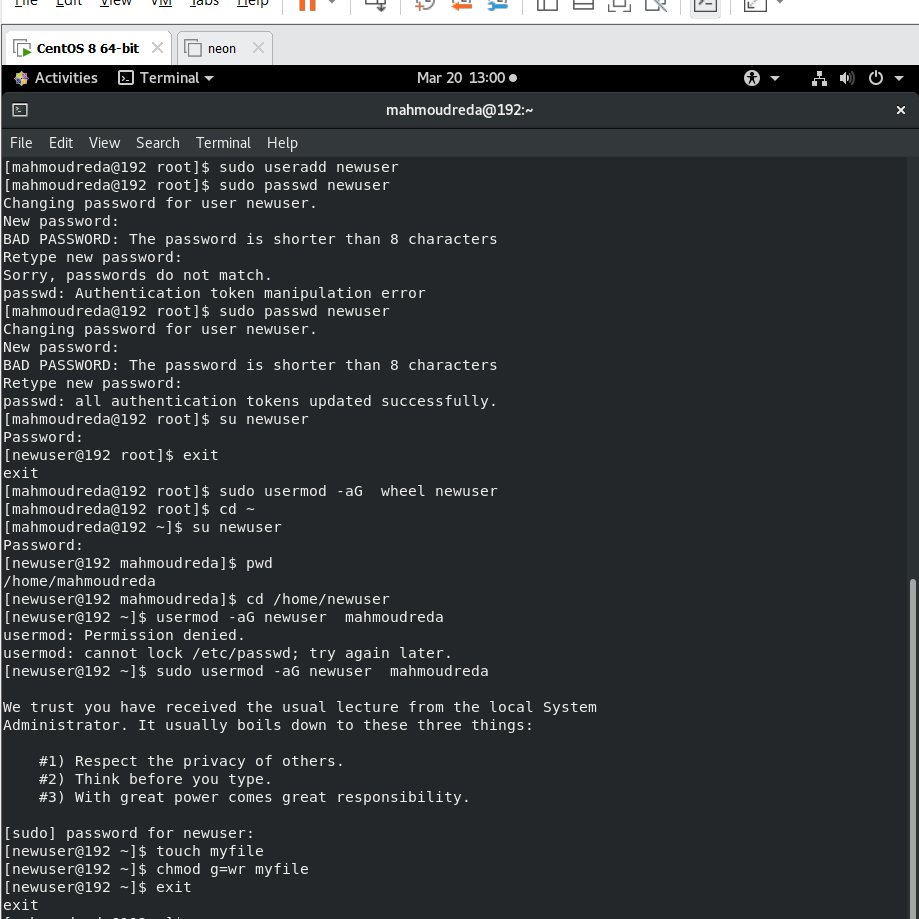 File Edit View VM Tabs Help
CentOS 8 64-bit
neon
Activities Terminal Mar 20 13:00
mahmoudreda@192:~
File Edit View Search Terminal Help
[mahmoudreda@192 root]$ sudo useradd newuser
[mahmoudreda@192 root]$ sudo passwd newuser
Changing password for user newuser.
New password:
BAD PASSWORD: The password is shorter than 8 characters
Retype new password:
Sorry, passwords do not match.
passwd: Authentication token manipulation error
[mahmoudreda@192 root]$ sudo passwd newuser
Changing password for user newuser.
New password:
BAD PASSWORD: The password is shorter than 8 characters
Retype new password:
passwd: all authentication tokens updated successfully.
[mahmoudreda@192 root]$ su newuser
Password:
[newuser@192 root]$ exit
exit
[mahmoudreda@192 root]$ sudo usermod -aG  wheel newuser
[mahmoudreda@192 root]$ cd ~
[mahmoudreda@192 ~]$ su newuser
Password:
[newuser@192 mahmoudreda]$ pwd
/home/mahmoudreda
[newuser@192 mahmoudreda]$ cd /home/newuser
[newuser@192 ~]$ usermod -aG newuser  mahmoudreda
usermod: Permission denied.
usermod: cannot lock /etc/passwd; try again later.
[newuser@192 ~]$ sudo usermod -aG newuser  mahmoudreda
We trust you have received the usual lecture from the local System
Administrator. It usually boils down to these three things:
#1) Respect the privacy of others.
#2) Think before you type.
#3) With great power comes great responsibility.
[sudo] password for newuser:
[newuser@192 ~]$ touch myfile
[newuser@192 ~]$ chmod g=wr myfile
[newuser@192 ~]$ exit
exit